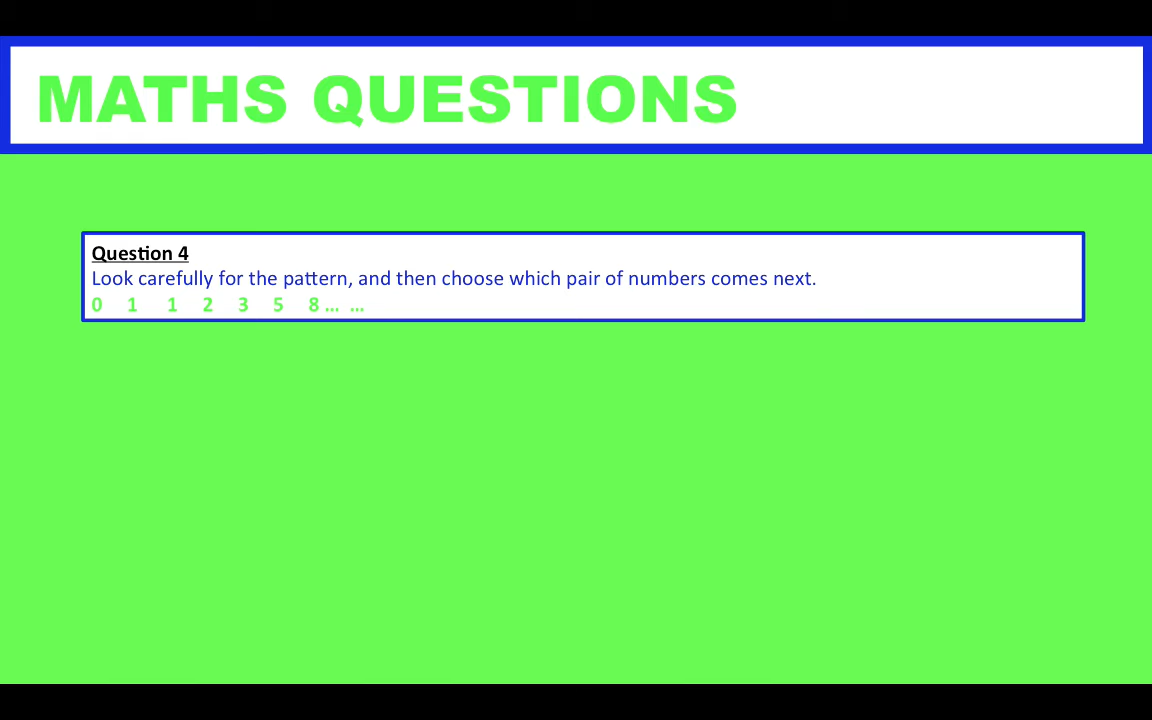 MATHS QUESTIONS
Question 4
Look carefully for the pattern, and then choose which pair of numbers comes next.
0 1 1 2 3 5 8 ... ...